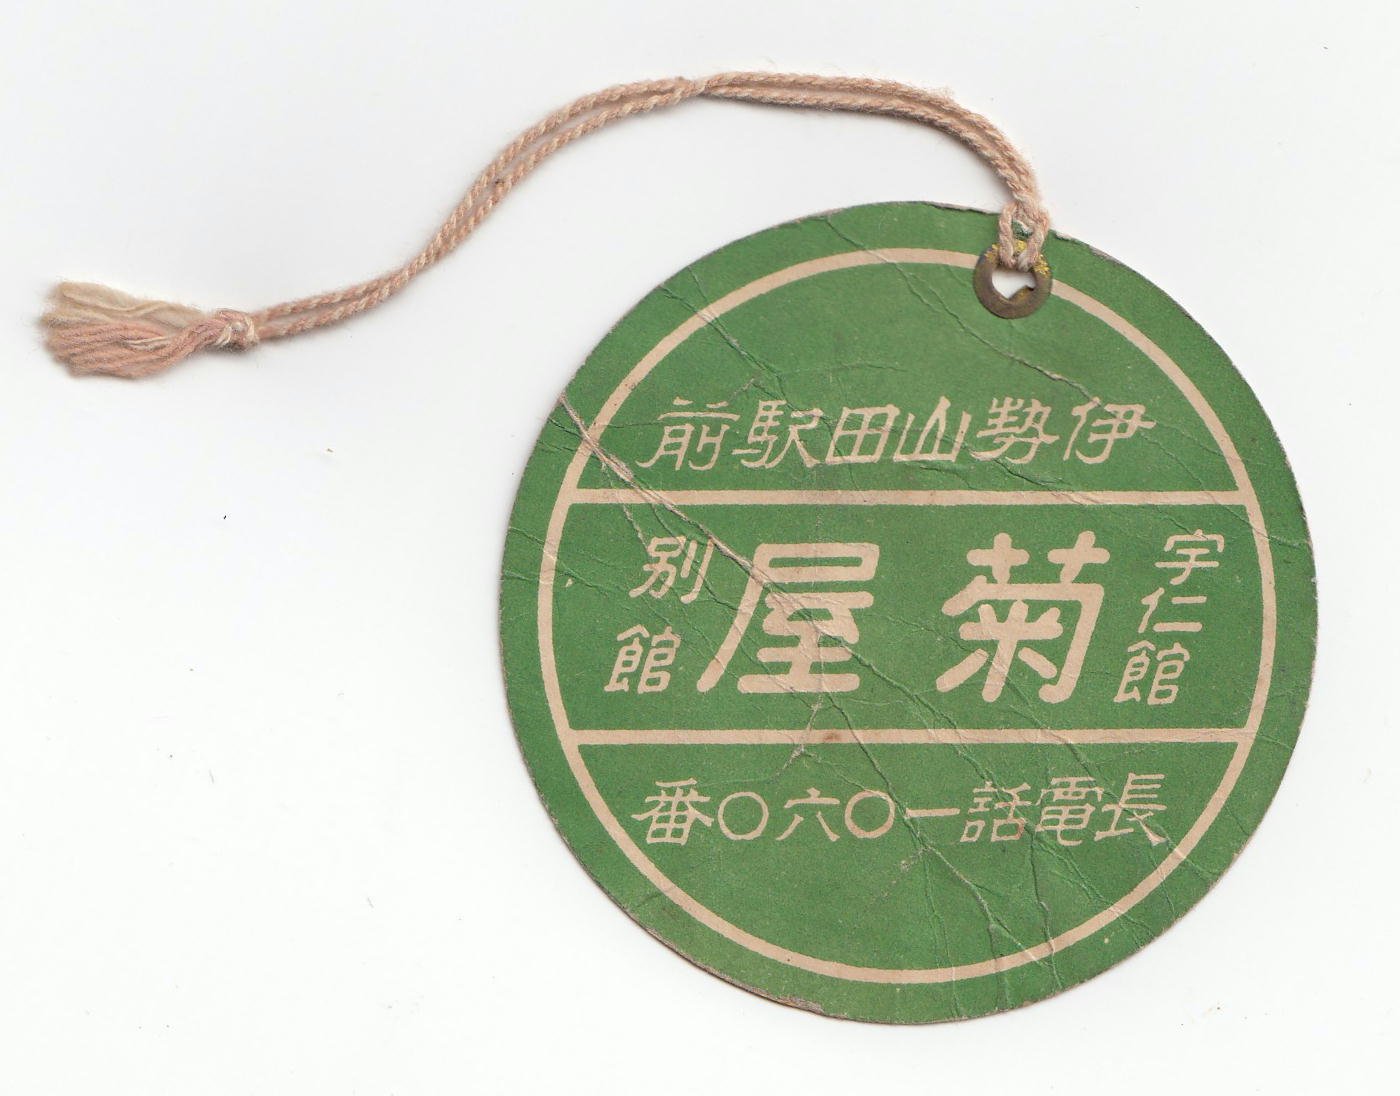 伊勢山田駅前
宇仁館
菊屋
別館
長電話一〇六〇番